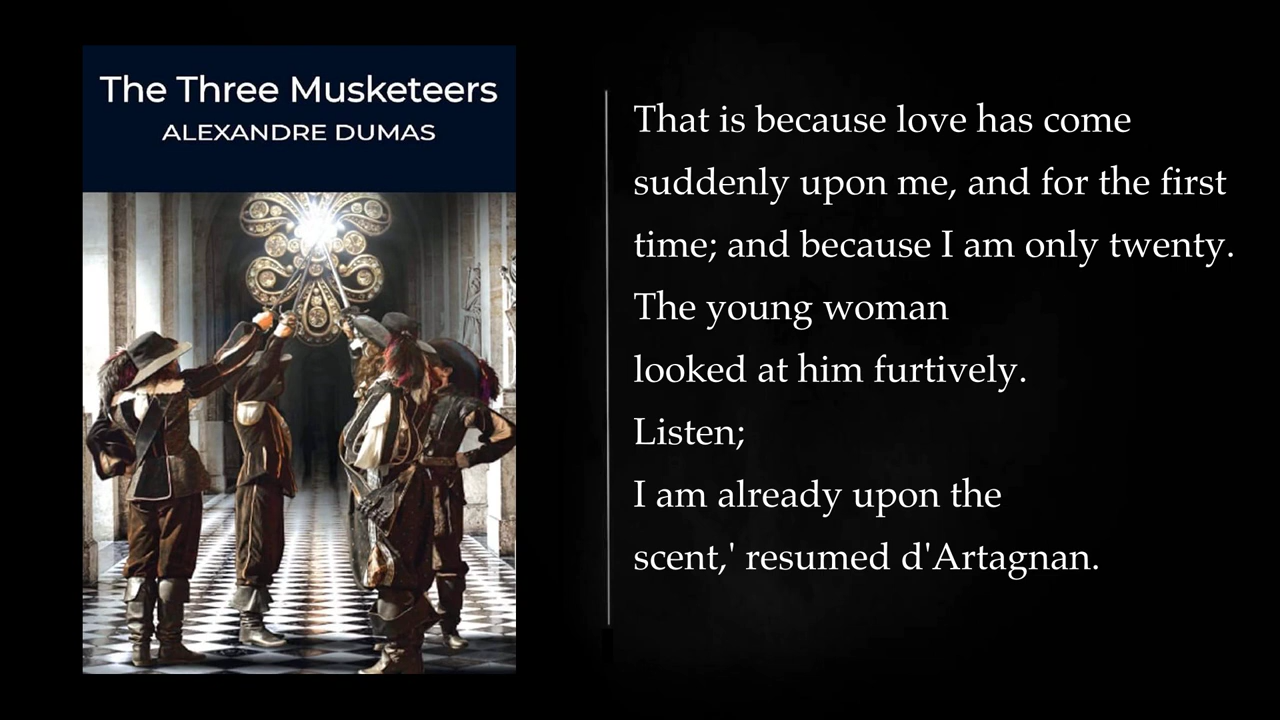 The Three Musketeers
ALEXANDRE DUMAS
That is because love has come
suddenly upon me, and for the first
time; and because I am only twenty.
The young woman
looked at him furtively.
Listen;
I am already upon the
scent,' resumed d'Artagnan.